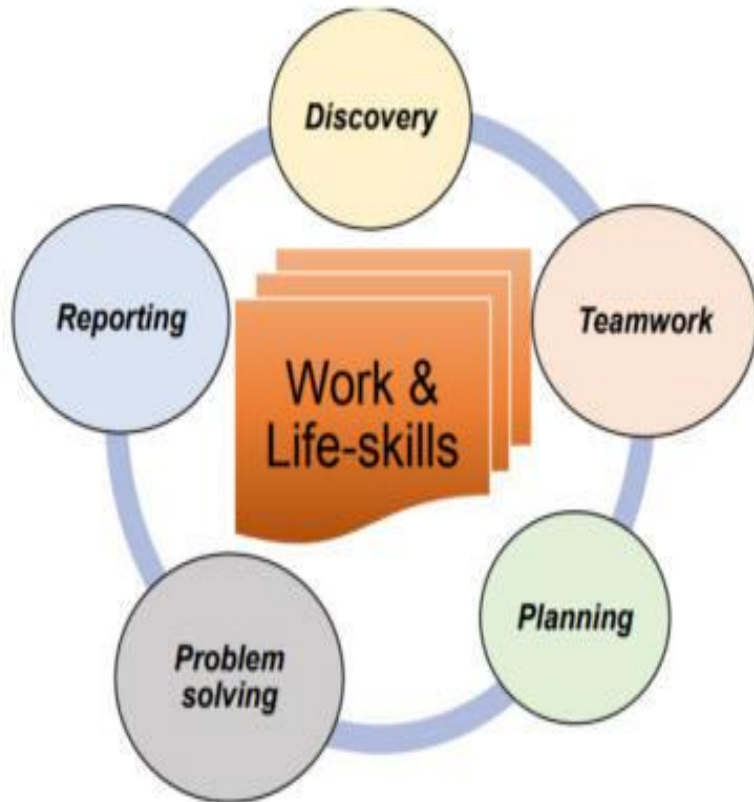 Discovery
Teamwork
Planning
Problem
solving
Reporting
Work &
Life-skills